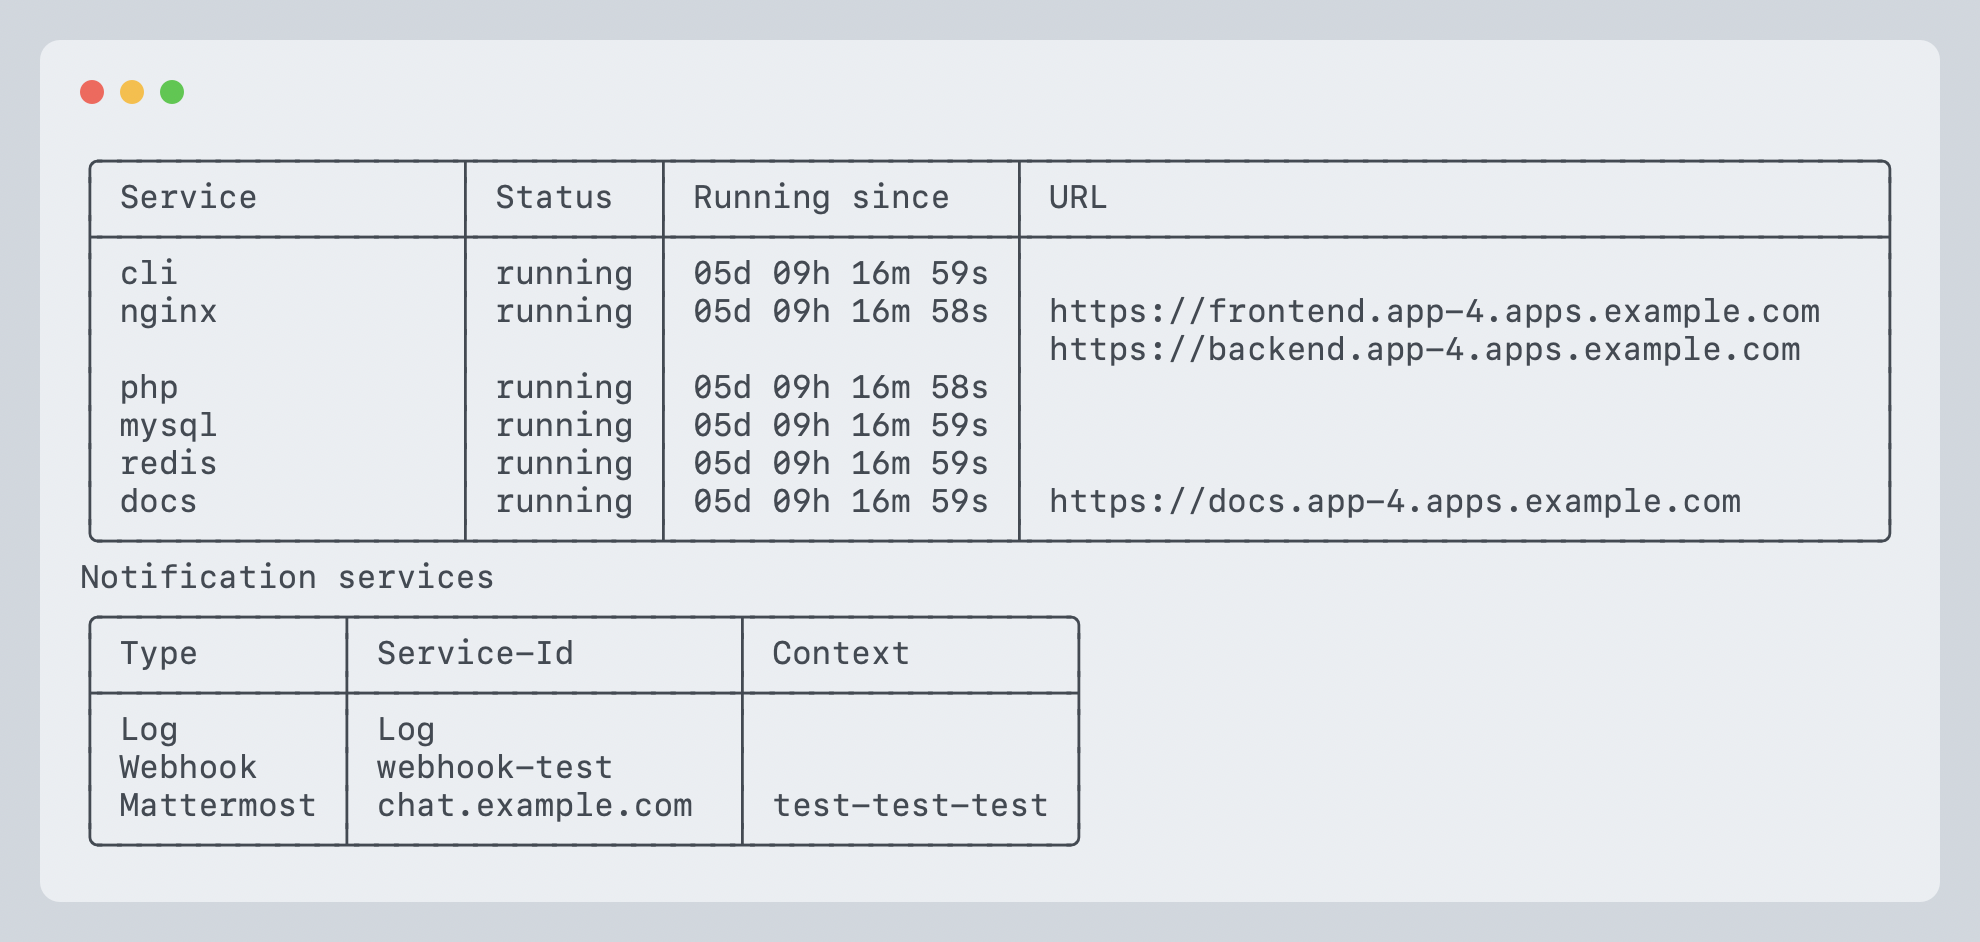 Service Status Running since URL
cli running 05d 09h 16m 59s
nginx running 05d 09h 16m 58s https://frontend.app-4.apps.example.com
https://backend.app-4.apps.example.com
php running 05d 09h 16m 58s
mysql running 05d 09h 16m 59s
redis running 05d 09h 16m 59s
docs running 05d 09h 16m 59s https://docs.app-4.apps.example.com
Notification services
Type Service-Id Context
Log Log
Webhook webhook-test
Mattermost chat.example.com test-test-test